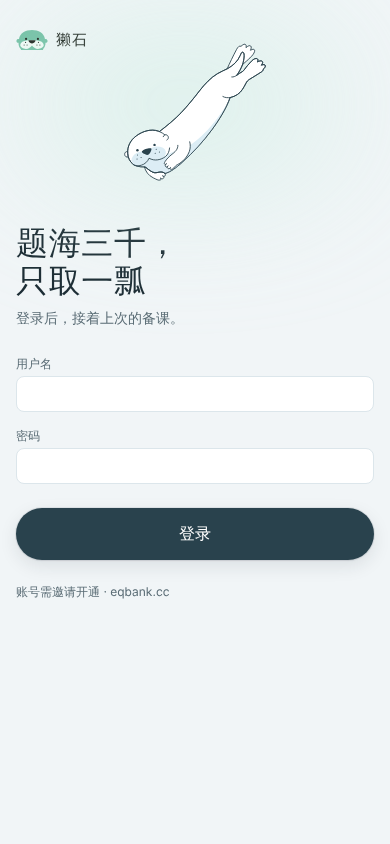 獭石
题海三千，
只取一瓢
登录后，接着上次的备课。
用户名
密码
登录
账号需邀请开通 · eqbank.cc